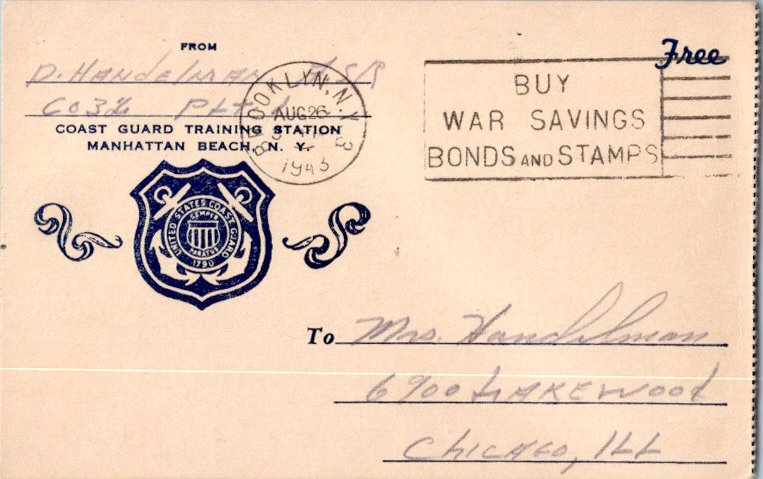 FROM
Free
D. Handelman A/S
Co 32 Plt
COAST GUARD TRAINING STATION
MANHATTAN BEACH, N. Y.
BROOKLYN, N.Y.
AUG 26
1943
BUY
WAR SAVINGS
BONDS AND STAMPS
UNITED STATES COAST GUARD
SEMPER
PARATUS
1790
To Mrs. Handelman
6900 LAKEWOOD
CHICAGO, ILL